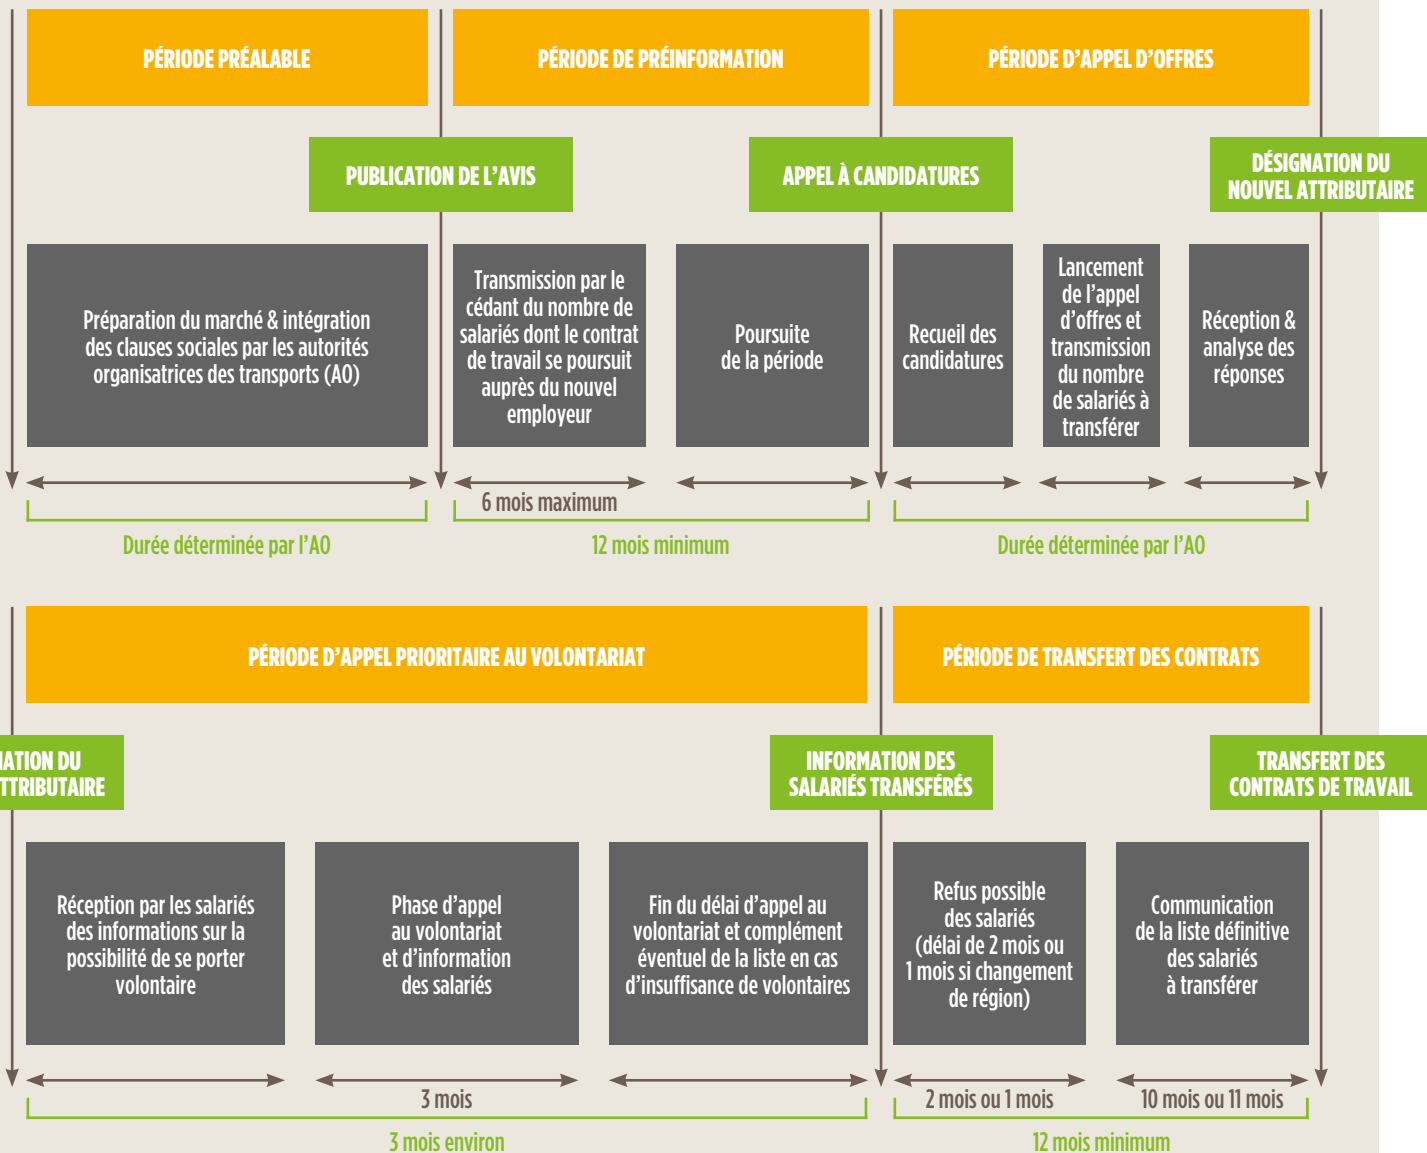 PÉRIODE PRÉALABLE
PÉRIODE DE PRÉINFORMATION
PÉRIODE D’APPEL D’OFFRES
PUBLICATION DE L’AVIS
APPEL À CANDIDATURES
DÉSIGNATION DU
NOUVEL ATTRIBUTAIRE
Préparation du marché & intégration
des clauses sociales par les autorités
organisatrices des transports (AO)
Transmission par le
cédant du nombre de
salariés dont le contrat
de travail se poursuit
auprès du nouvel
employeur
Poursuite
de la période
Recueil des
candidatures
Lancement
de l’appel
d’offres et
transmission
du nombre
de salariés à
transférer
Réception &
analyse des
réponses
6 mois maximum
Durée déterminée par l’AO
12 mois minimum
Durée déterminée par l’AO
PÉRIODE D’APPEL PRIORITAIRE AU VOLONTARIAT
PÉRIODE DE TRANSFERT DES CONTRATS
NATION DU
TTRIBUTAIRE
INFORMATION DES
SALARIÉS TRANSFÉRÉS
TRANSFERT DES
CONTRATS DE TRAVAIL
Réception par les salariés
des informations sur la
possibilité de se porter
volontaire
Phase d’appel
au volontariat
et d’information
des salariés
Fin du délai d’appel au
volontariat et complément
éventuel de la liste en cas
d’insuffisance de volontaires
Refus possible
des salariés
(délai de 2 mois ou
1 mois si changement
de région)
Communication
de la liste définitive
des salariés
à transférer
3 mois
2 mois ou 1 mois
10 mois ou 11 mois
3 mois environ
12 mois minimum